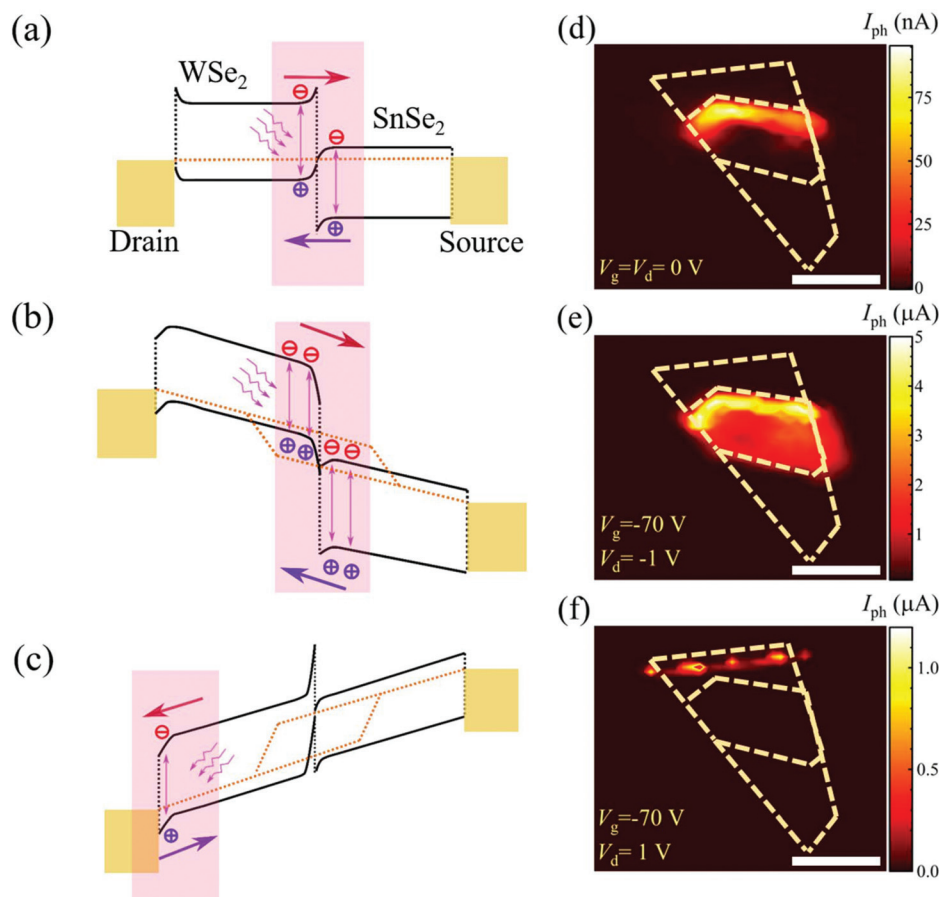 (a)
WSe2
SnSe2
⊖
⊖
⊕
⊕
Drain
Source
(b)
⊖ ⊖
⊕ ⊕
⊖ ⊖
⊕ ⊕
(c)
⊖
⊕
(d)
Iph (nA)
75
50
25
0
Vg=Vd= 0 V
(e)
Iph (μA)
5
4
3
2
1
Vg=-70 V
Vd= -1 V
(f)
Iph (μA)
1.0
0.5
0.0
Vg=-70 V
Vd= 1 V